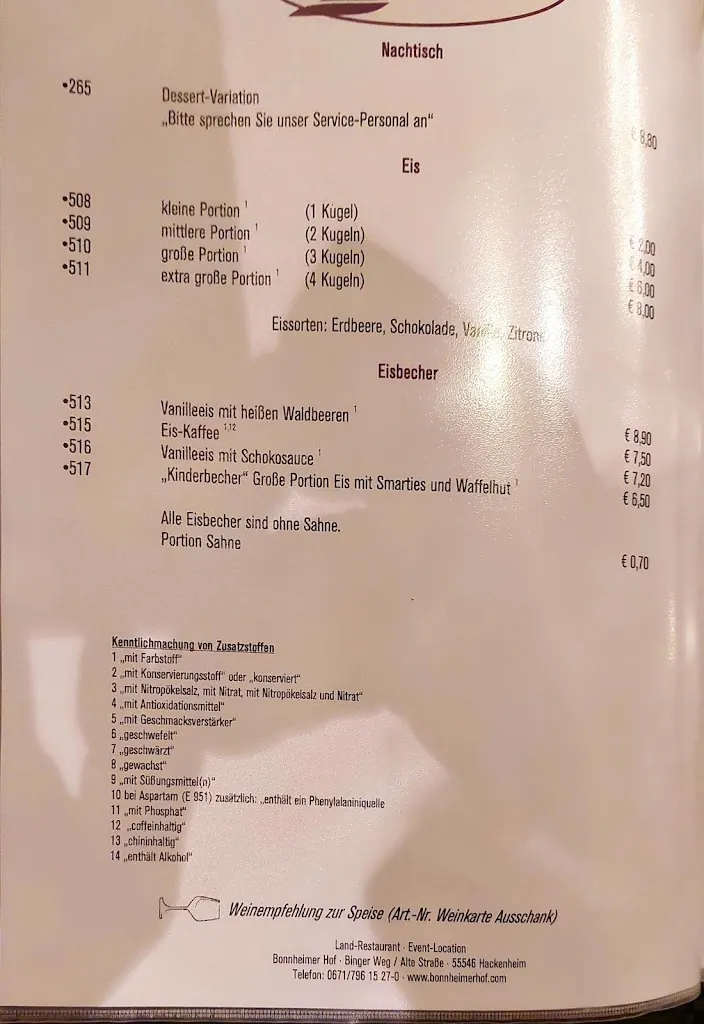 Nachtisch
•265 Dessert-Variation
„Bitte sprechen Sie unser Service-Personal an“ € 8,80
Eis
•508 kleine Portion ¹ (1 Kugel) € 2,00
•509 mittlere Portion ¹ (2 Kugeln) € 4,00
•510 große Portion ¹ (3 Kugeln) € 6,00
•511 extra große Portion ¹ (4 Kugeln) € 8,00
Eissorten: Erdbeere, Schokolade, Vanille, Zitrone
Eisbecher
•513 Vanilleeis mit heißen Waldbeeren ¹ € 8,90
•515 Eis-Kaffee ¹,¹² € 7,50
•516 Vanilleeis mit Schokosauce ¹ € 7,20
•517 „Kinderbecher“ Große Portion Eis mit Smarties und Waffelhut ¹ € 6,50
Alle Eisbecher sind ohne Sahne.
Portion Sahne € 0,70
Kenntlichmachung von Zusatzstoffen
1 „mit Farbstoff“
2 „mit Konservierungsstoff“ oder „konserviert“
3 „mit Nitropökelsalz, mit Nitrat, mit Nitropökelsalz und Nitrat“
4 „mit Antioxidationsmittel“
5 „mit Geschmacksverstärker“
6 „geschwefelt“
7 „geschwärzt“
8 „gewachst“
9 „mit Süßungsmittel(n)“
10 bei Aspartam (E 951) zusätzlich: „enthält ein Phenylalaniniquelle
11 „mit Phosphat“
12 „coffeinhaltig“
13 „chininhaltig“
14 „enthält Alkohol“
Weinempfehlung zur Speise (Art.-Nr. Weinkarte Ausschank)
Land-Restaurant · Event-Location
Bonnheimer Hof · Binger Weg / Alte Straße · 55546 Hackenheim
Telefon: 0671/796 15 27-0 · www.bonnheimerhof.com